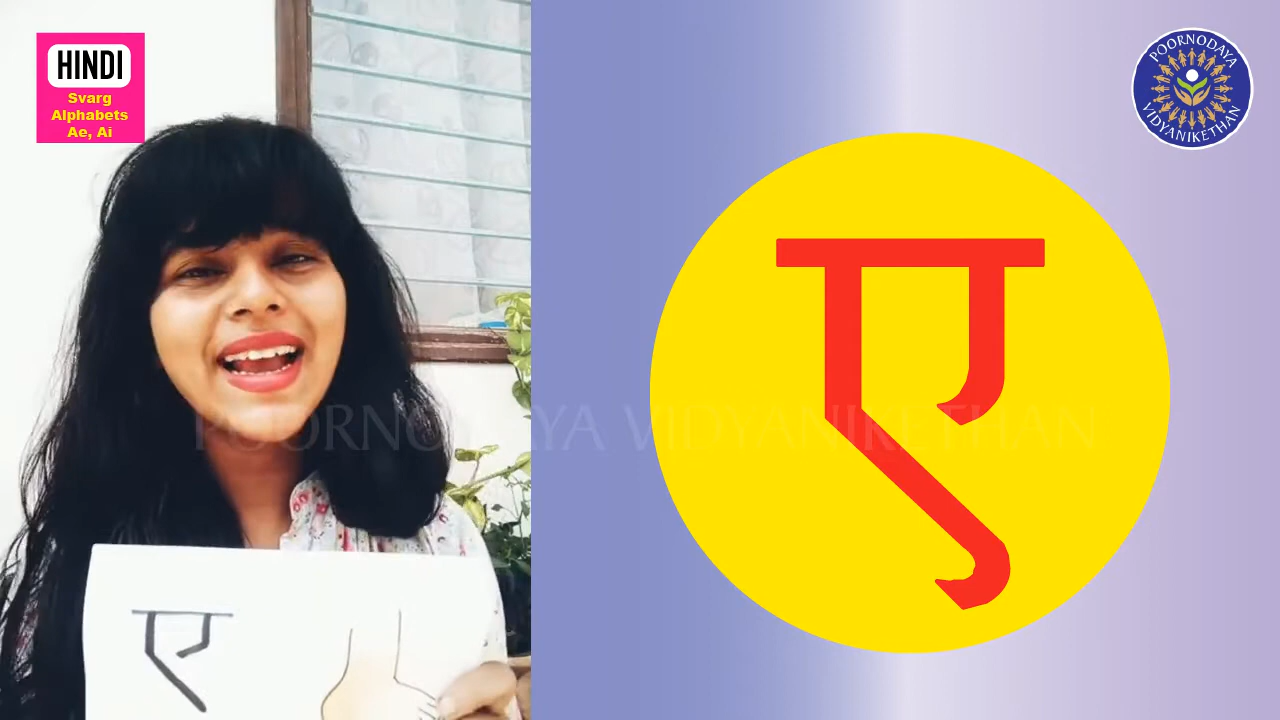 HINDI
Svarg
Alphabets
Ae, Ai
POORNODAYA
VIDYANIKETHAN
ए
POORNODAYA VIDYANIKETHAN
ए